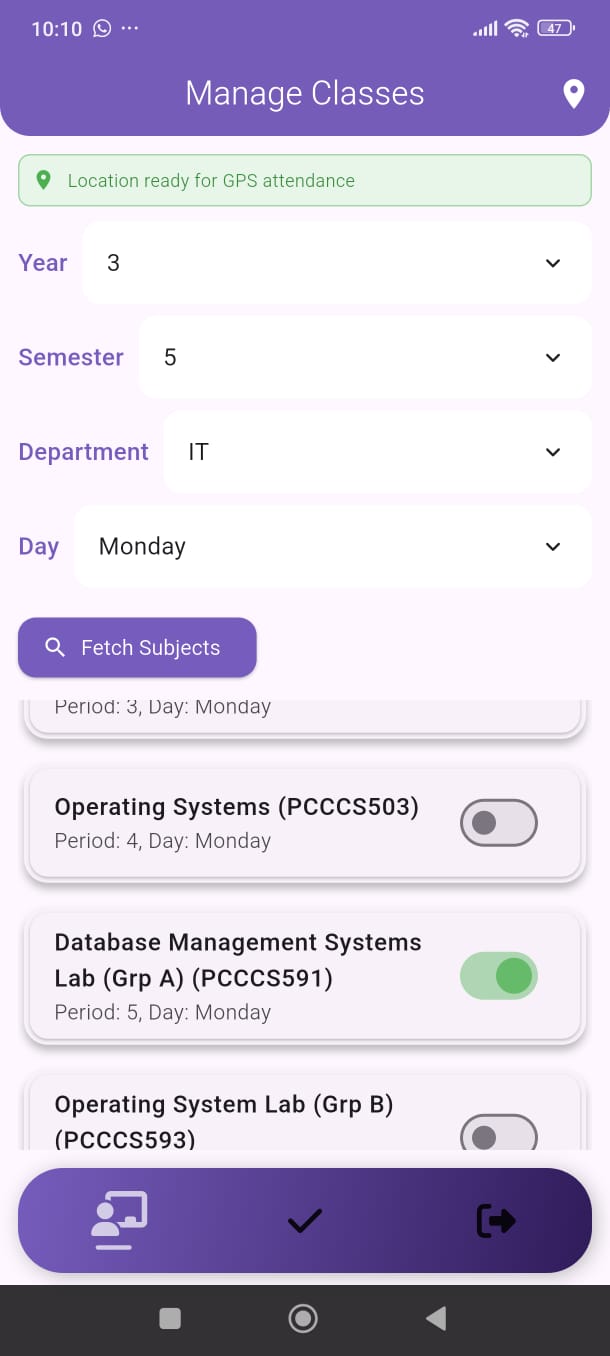 10:10
47
Manage Classes
Location ready for GPS attendance
Year
3
Semester
5
Department
IT
Day
Monday
Fetch Subjects
Period: 3, Day: Monday
Operating Systems (PCCCS503)
Period: 4, Day: Monday
Database Management Systems
Lab (Grp A) (PCCCS591)
Period: 5, Day: Monday
Operating System Lab (Grp B)
(PCCCS593)